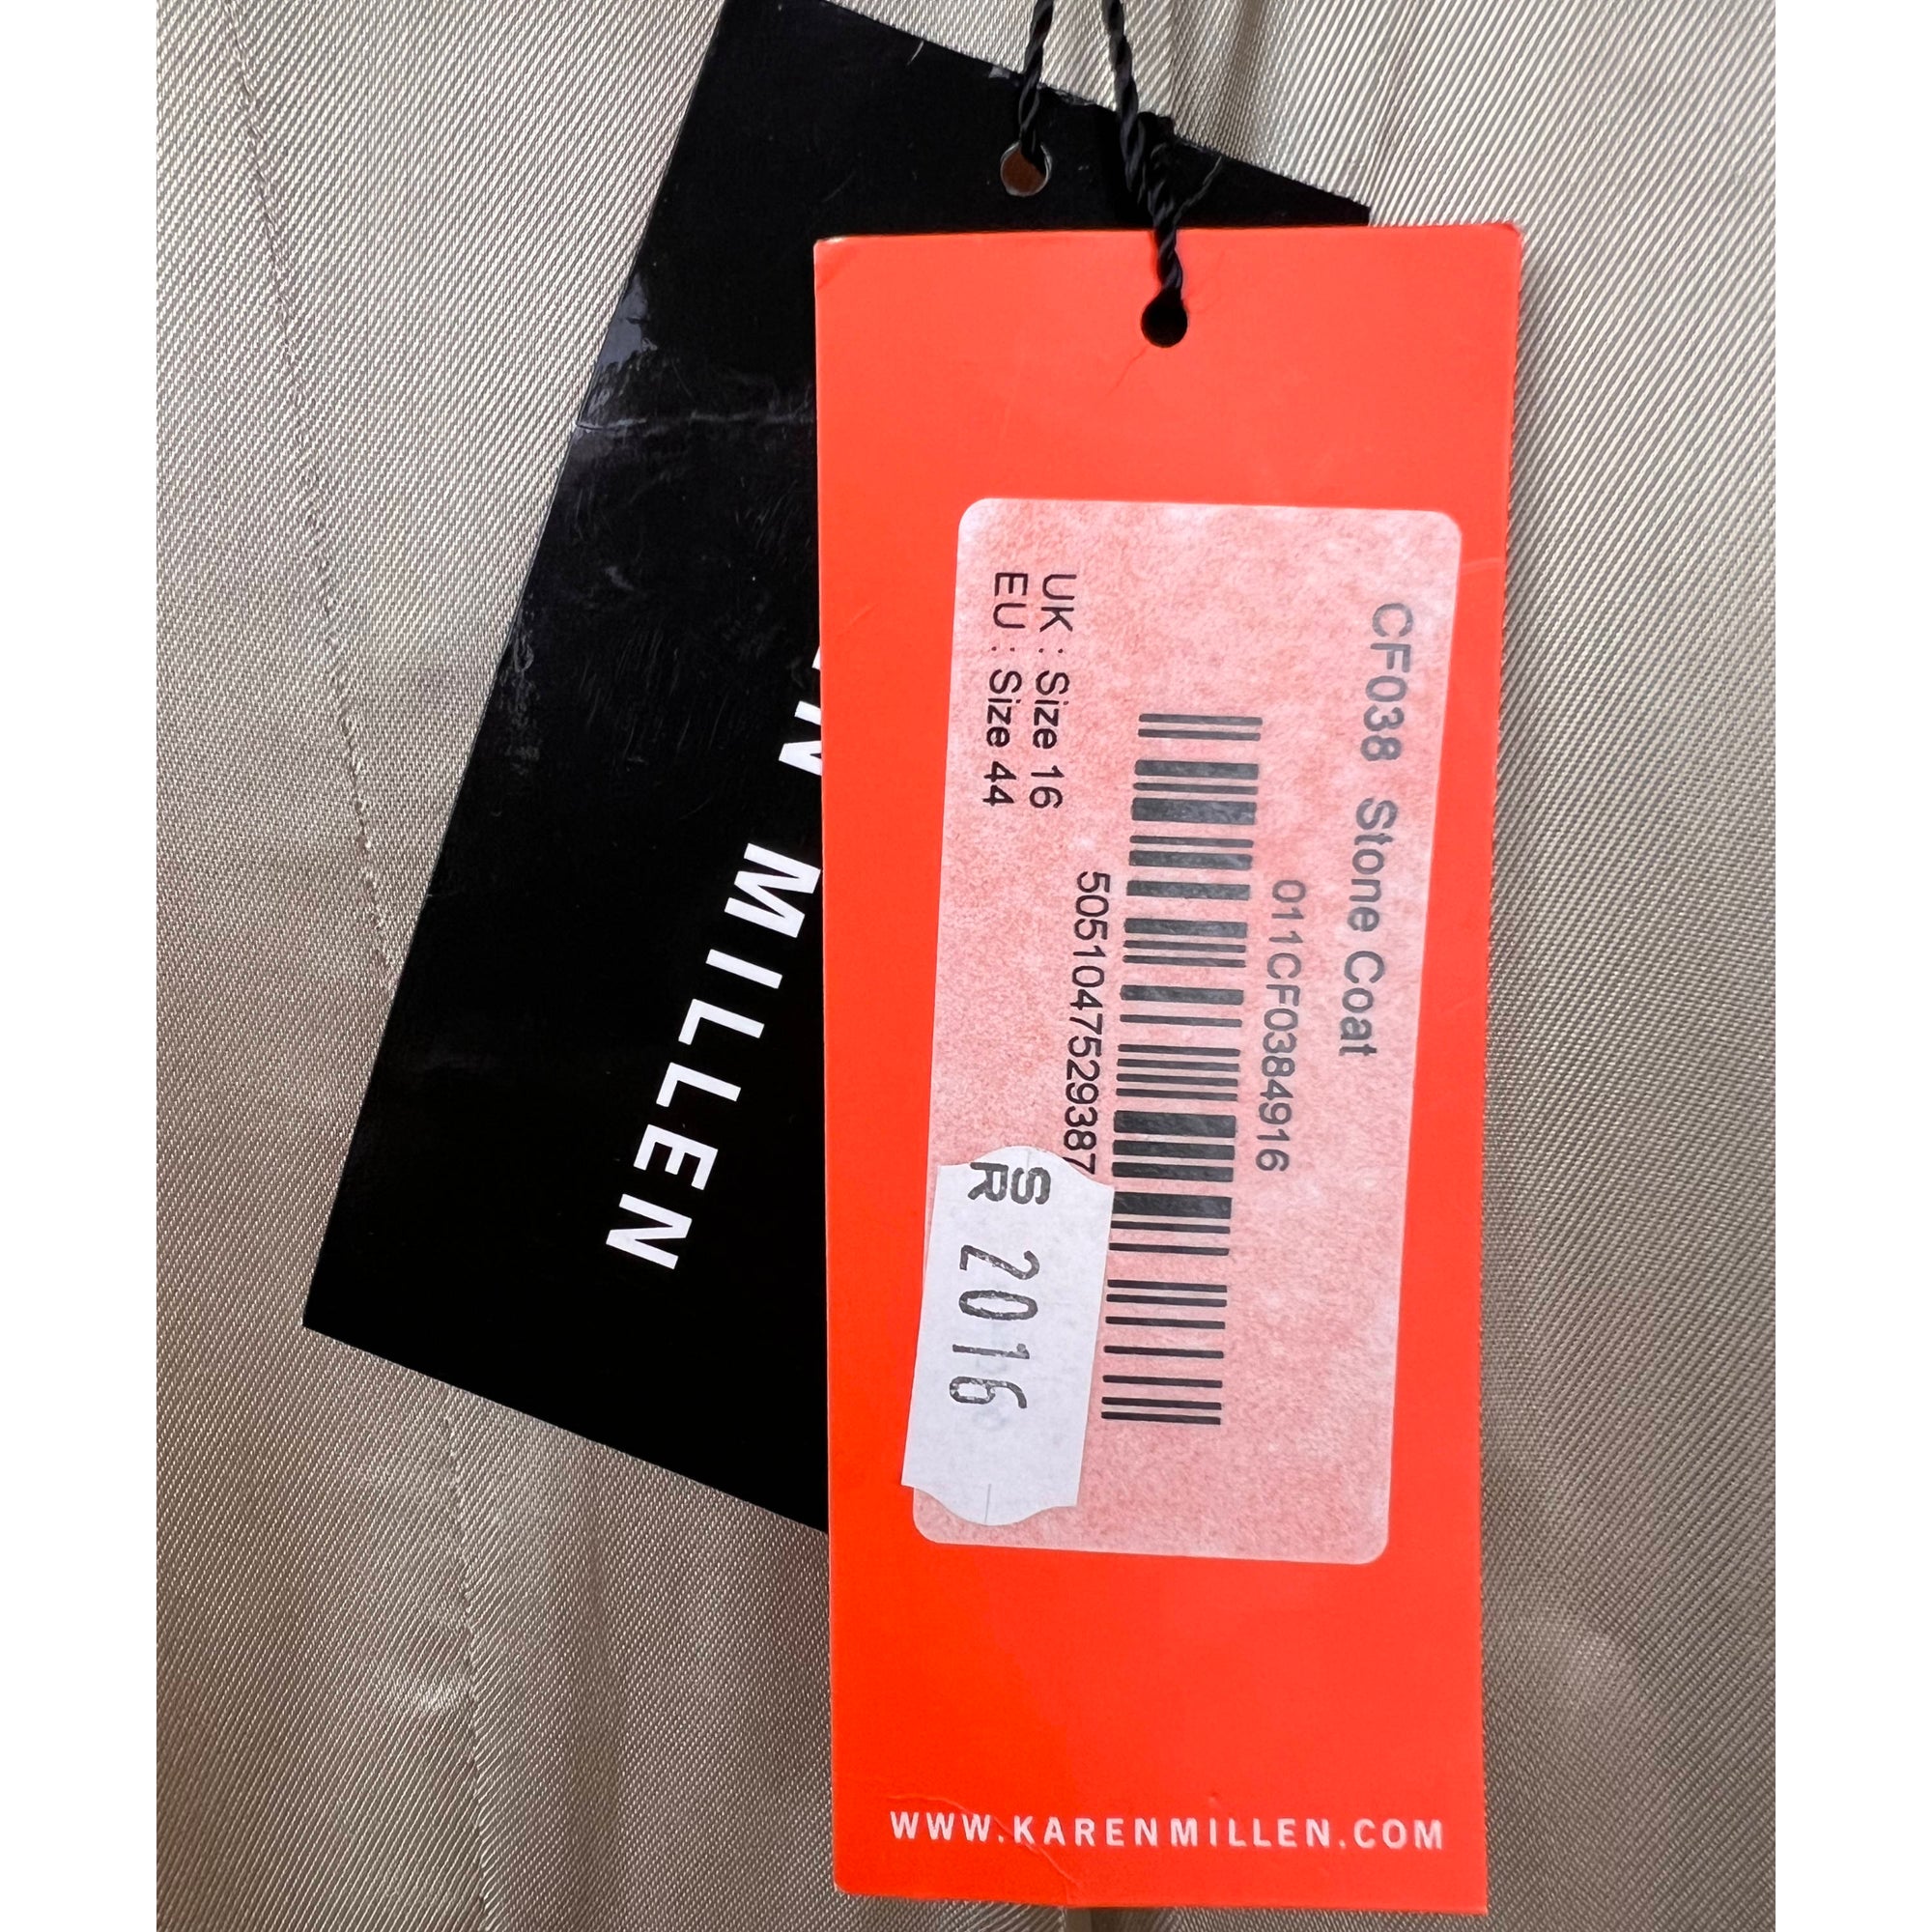 N MILLEN
CF038 Stone Coat
011CF0384916
5051047529387
UK : Size 16
EU : Size 44
S
R 2016
WWW.KARENMILLEN.COM